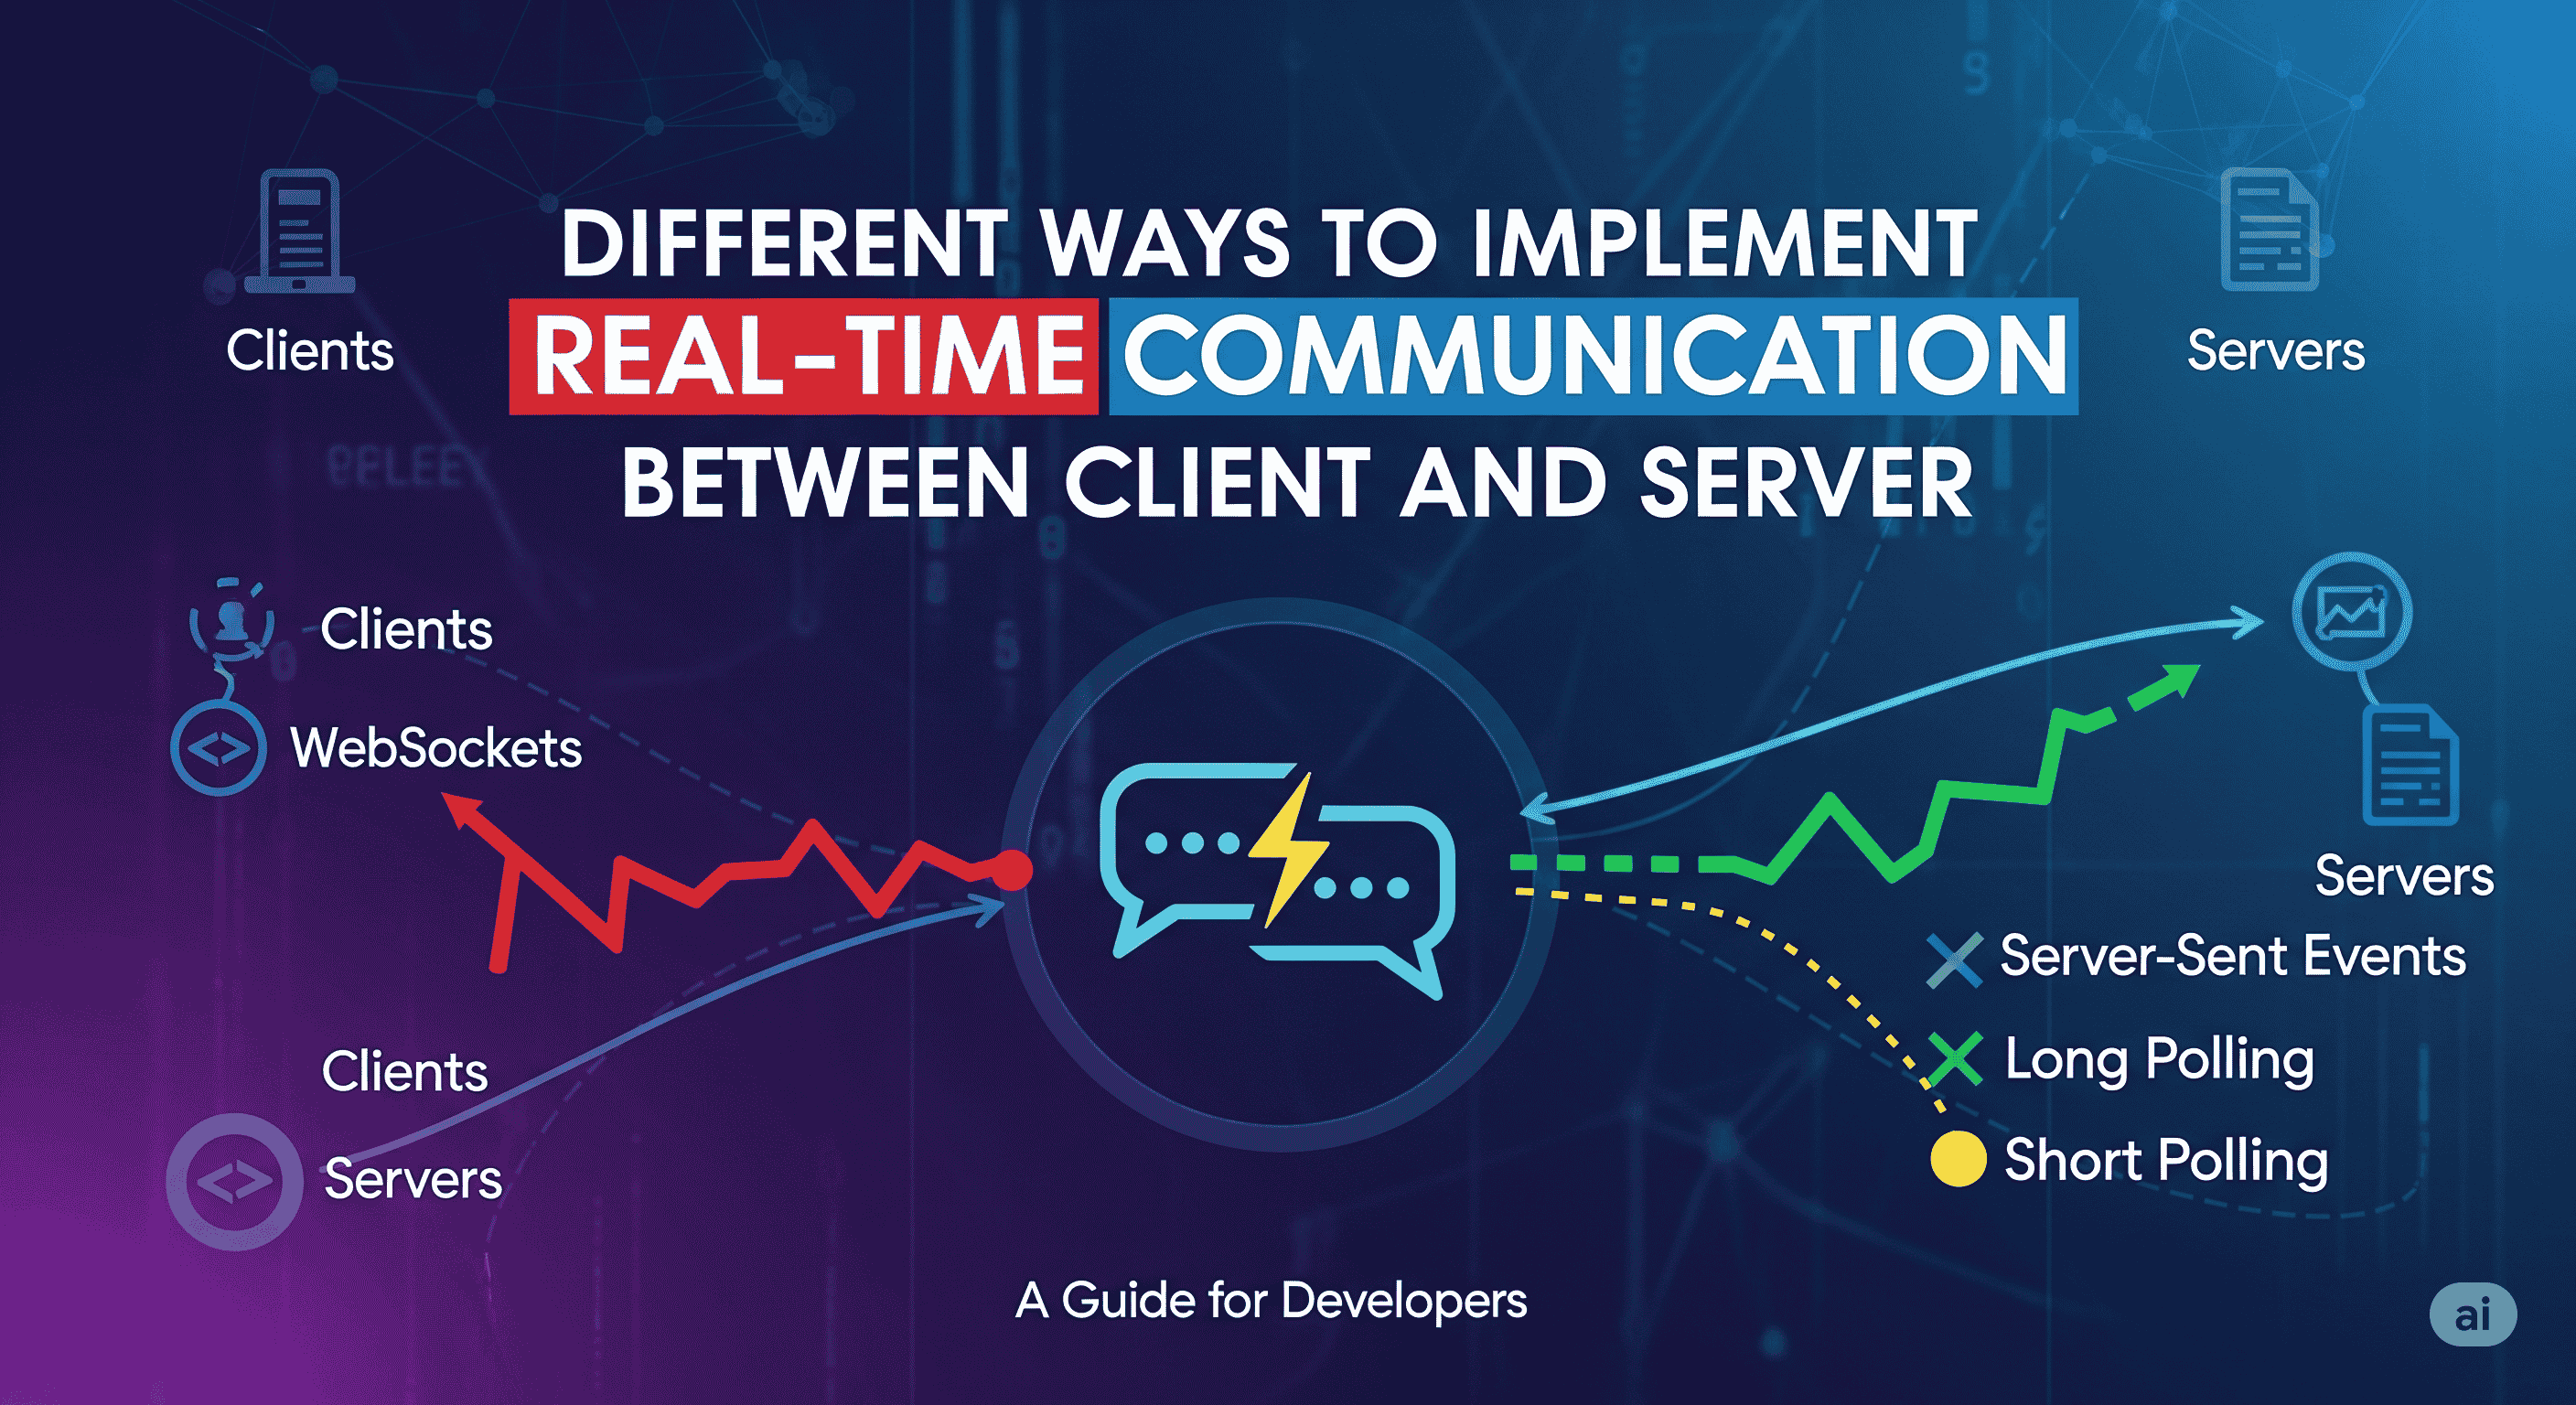 DIFFERENT WAYS TO IMPLEMENT
REAL-TIME COMMUNICATION
BETWEEN CLIENT AND SERVER
Clients
Servers
Clients
WebSockets
Clients
Servers
Servers
Server-Sent Events
Long Polling
Short Polling
A Guide for Developers
ai